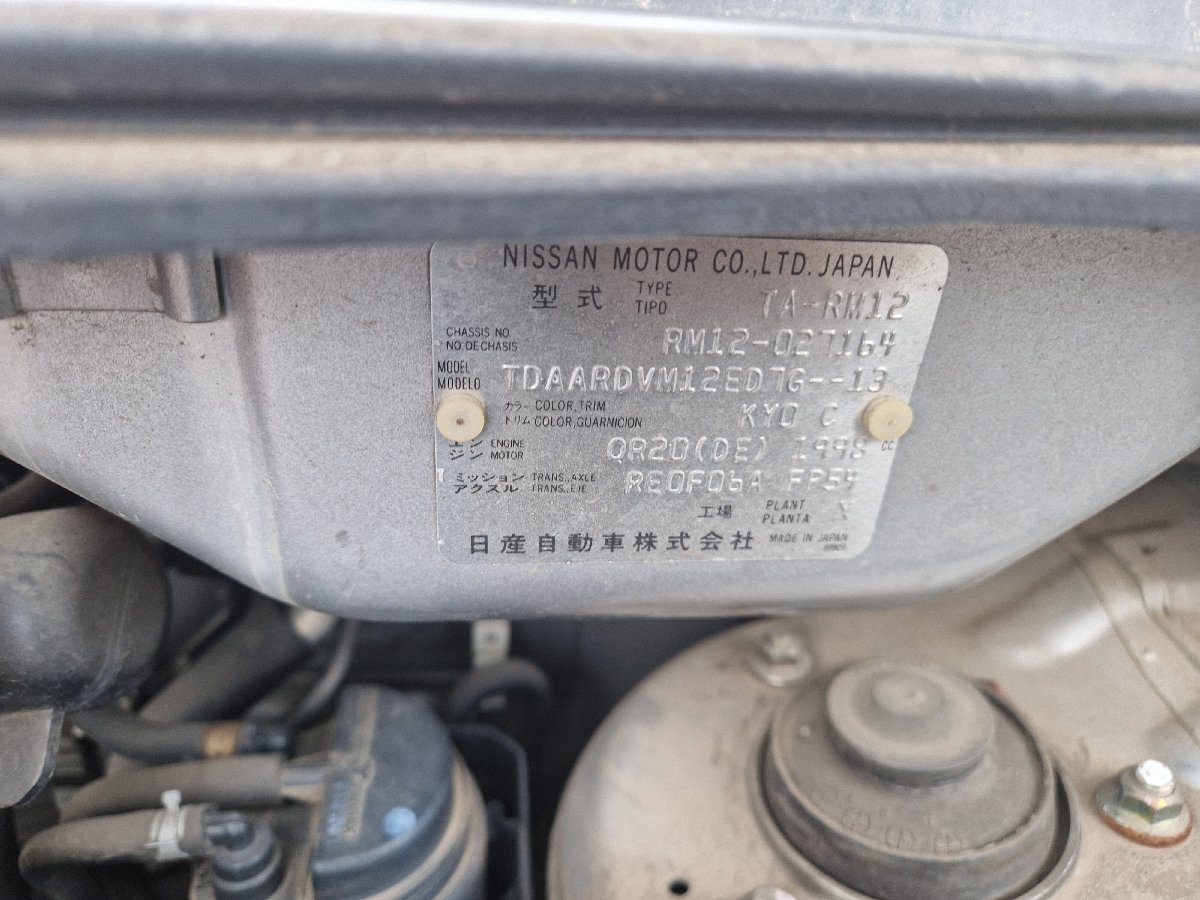 NISSAN MOTOR CO.,LTD. JAPAN
型式 TYPE TIPO TA-RM12
CHASSIS NO. NO. DE CHASIS RM12-027164
MODEL MODELO TDAARDVM12ED7G--13
カラー トリム COLOR,TRIM COLOR,GUARNICION KY0 C
エンジン ENGINE MOTOR QR20(DE) 1998 CC
ミッション アクスル TRANS.,AXLE TRANS.,EJE RE0F06A FP54
工場 PLANT PLANTA
日産自動車株式会社 MADE IN JAPAN